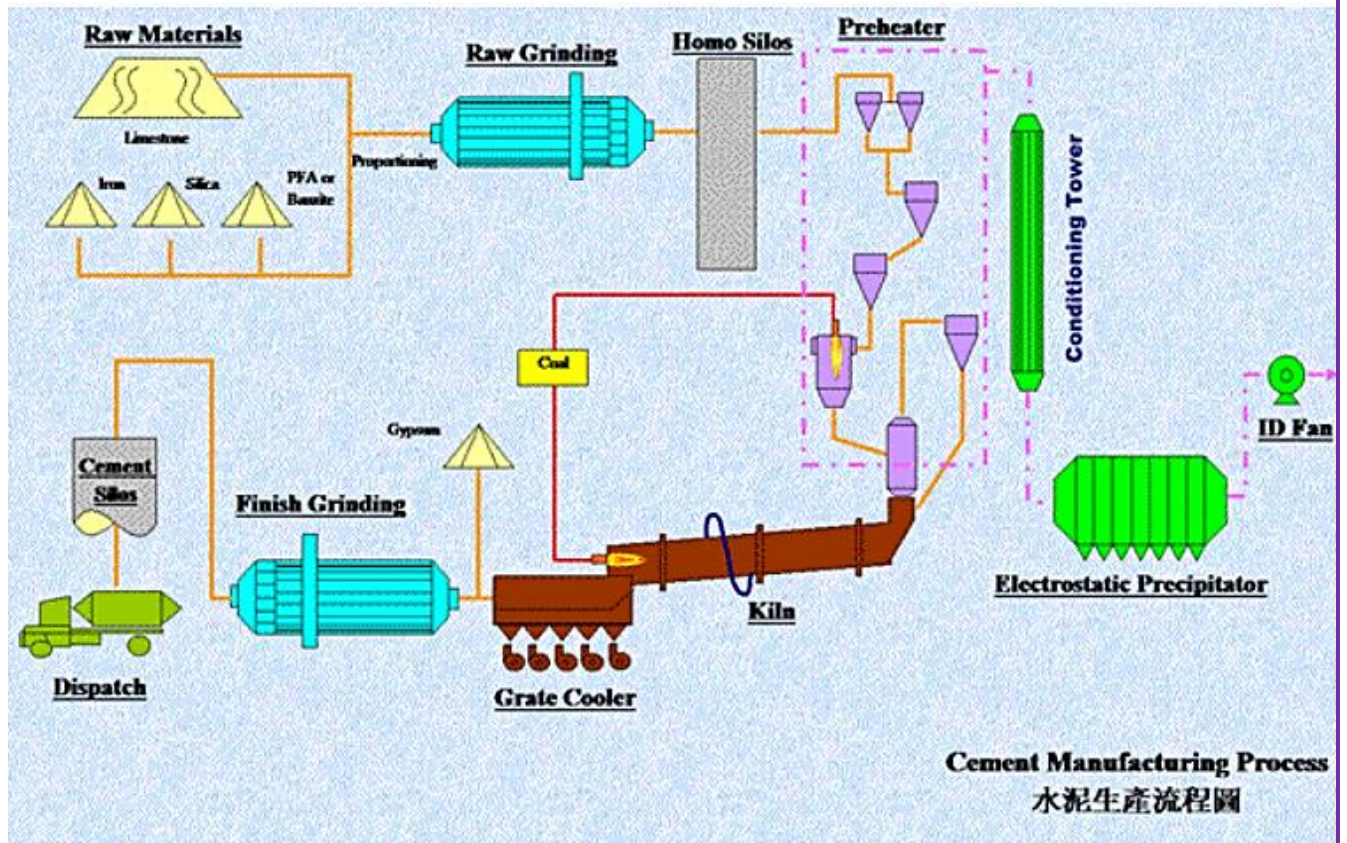 Raw Materials
Limestone
Iron
Silica
PFA or
Bauxite
Proportioning
Raw Grinding
Homo Silos
Preheater
Conditioning Tower
ID Fan
Electrostatic Precipitator
Coal
Gypsum
Cement
Silos
Finish Grinding
Dispatch
Grate Cooler
Kiln
Cement Manufacturing Process
水泥生產流程圖